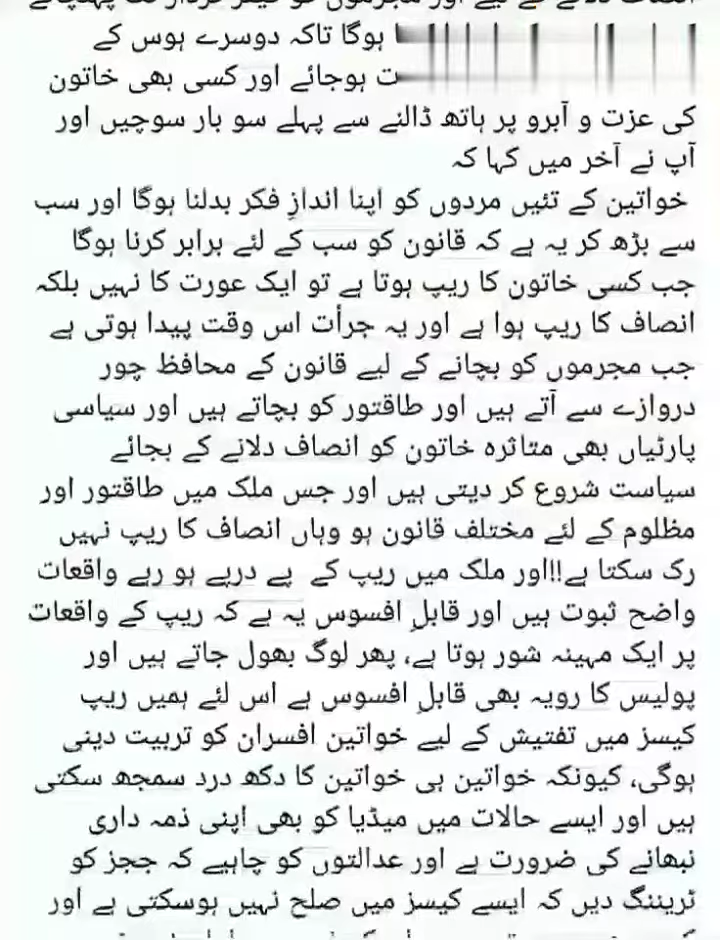 انصاف دلانے کے لیے اور مجرموں کو کیفر کردار تک پہنچانے
ہوگا تاکہ دوسرے ہوس کے
ہوجائے اور کسی بھی خاتون
کی عزت و آبرو پر ہاتھ ڈالنے سے پہلے سو بار سوچیں اور
آپ نے آخر میں کہا کہ
خواتین کے تئیں مردوں کو اپنا اندازِ فکر بدلنا ہوگا اور سب
سے بڑھ کر یہ ہے کہ قانون کو سب کے لئے برابر کرنا ہوگا
جب کسی خاتون کا ریپ ہوتا ہے تو ایک عورت کا نہیں بلکہ
انصاف کا ریپ ہوا ہے اور یہ جرأت اس وقت پیدا ہوتی ہے
جب مجرموں کو بچانے کے لیے قانون کے محافظ چور
دروازے سے آتے ہیں اور طاقتور کو بچاتے ہیں اور سیاسی
پارٹیاں بھی متاثرہ خاتون کو انصاف دلانے کے بجائے
سیاست شروع کر دیتی ہیں اور جس ملک میں طاقتور اور
مظلوم کے لئے مختلف قانون ہو وہاں انصاف کا ریپ نہیں
رک سکتا ہے!!اور ملک میں ریپ کے پے درپے ہو رہے واقعات
واضح ثبوت ہیں اور قابلِ افسوس یہ ہے کہ ریپ کے واقعات
پر ایک مہینہ شور ہوتا ہے، پھر لوگ بھول جاتے ہیں اور
پولیس کا رویہ بھی قابلِ افسوس ہے اس لئے ہمیں ریپ
کیسز میں تفتیش کے لیے خواتین افسران کو تربیت دینی
ہوگی، کیونکہ خواتین ہی خواتین کا دکھ درد سمجھ سکتی
ہیں اور ایسے حالات میں میڈیا کو بھی اپنی ذمہ داری
نبھانے کی ضرورت ہے اور عدالتوں کو چاہیے کہ ججز کو
ٹریننگ دیں کہ ایسے کیسز میں صلح نہیں ہوسکتی ہے اور